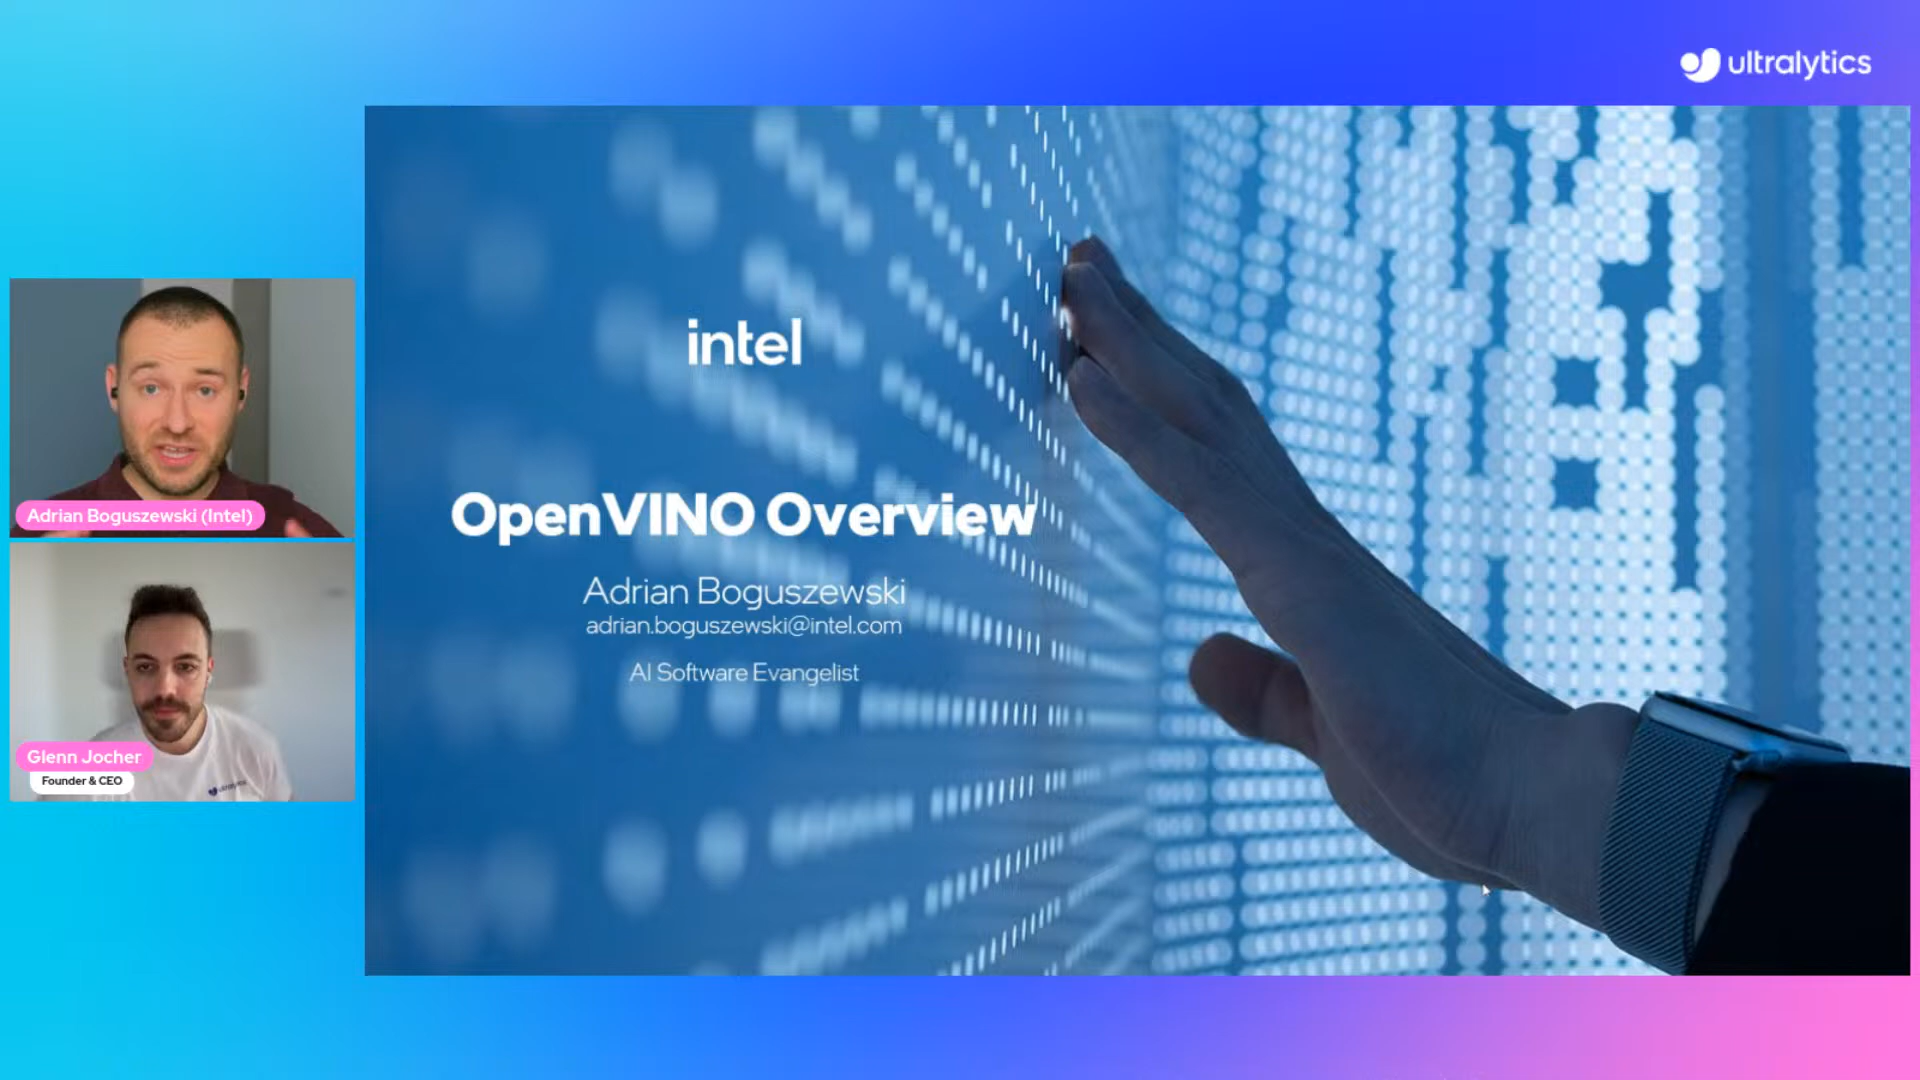 ultralytics
intel
OpenVINO Overview
Adrian Boguszewski
adrian.boguszewski@intel.com
AI Software Evangelist
Adrian Boguszewski (Intel)
Glenn Jocher
Founder & CEO
ultralytics